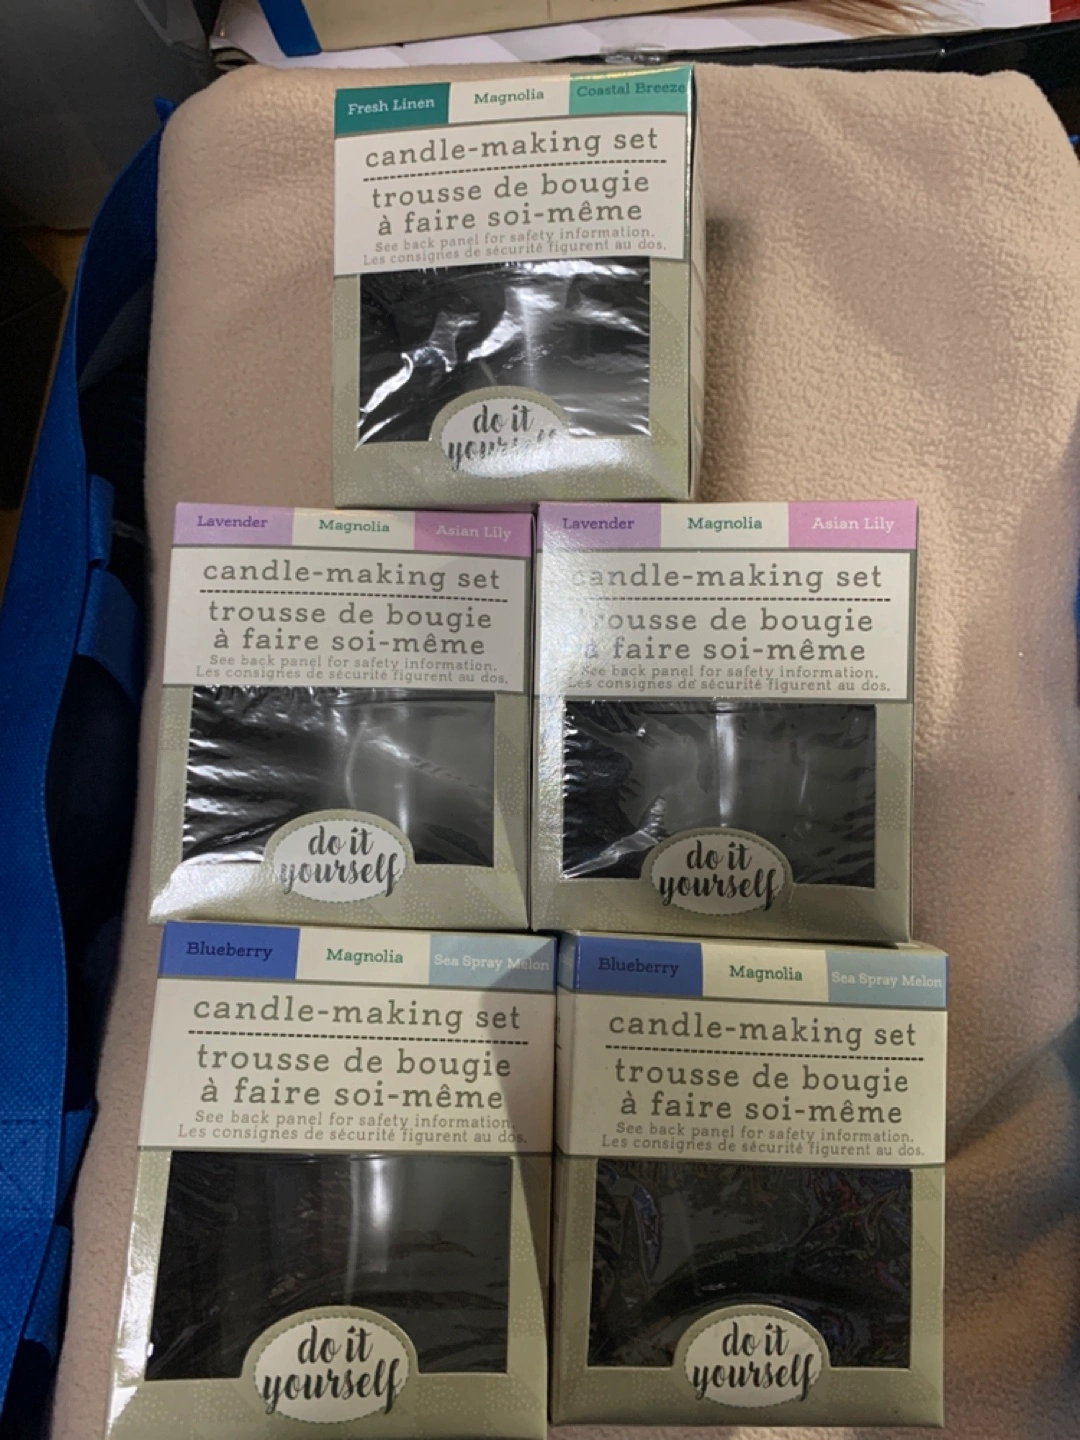 Fresh Linen Magnolia Coastal Breeze
candle-making set
trousse de bougie
à faire soi-même
See back panel for safety information.
Les consignes de sécurité figurent au dos.
do it
yourself
Lavender Magnolia Asian Lily
candle-making set
trousse de bougie
à faire soi-même
See back panel for safety information.
Les consignes de sécurité figurent au dos.
do it
yourself
Lavender Magnolia Asian Lily
candle-making set
trousse de bougie
à faire soi-même
See back panel for safety information.
Les consignes de sécurité figurent au dos.
do it
yourself
Blueberry Magnolia Sea Spray Melon
candle-making set
trousse de bougie
à faire soi-même
See back panel for safety information.
Les consignes de sécurité figurent au dos.
do it
yourself
Blueberry Magnolia Sea Spray Melon
candle-making set
trousse de bougie
à faire soi-même
See back panel for safety information.
Les consignes de sécurité figurent au dos.
do it
yourself